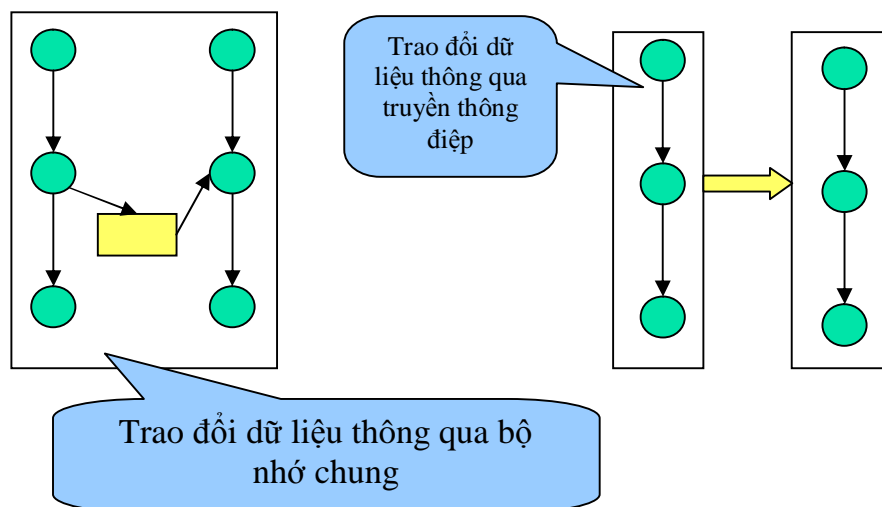 Trao đổi dữ
liệu thông qua
truyền thông
điệp
Trao đổi dữ liệu thông qua bộ
nhớ chung